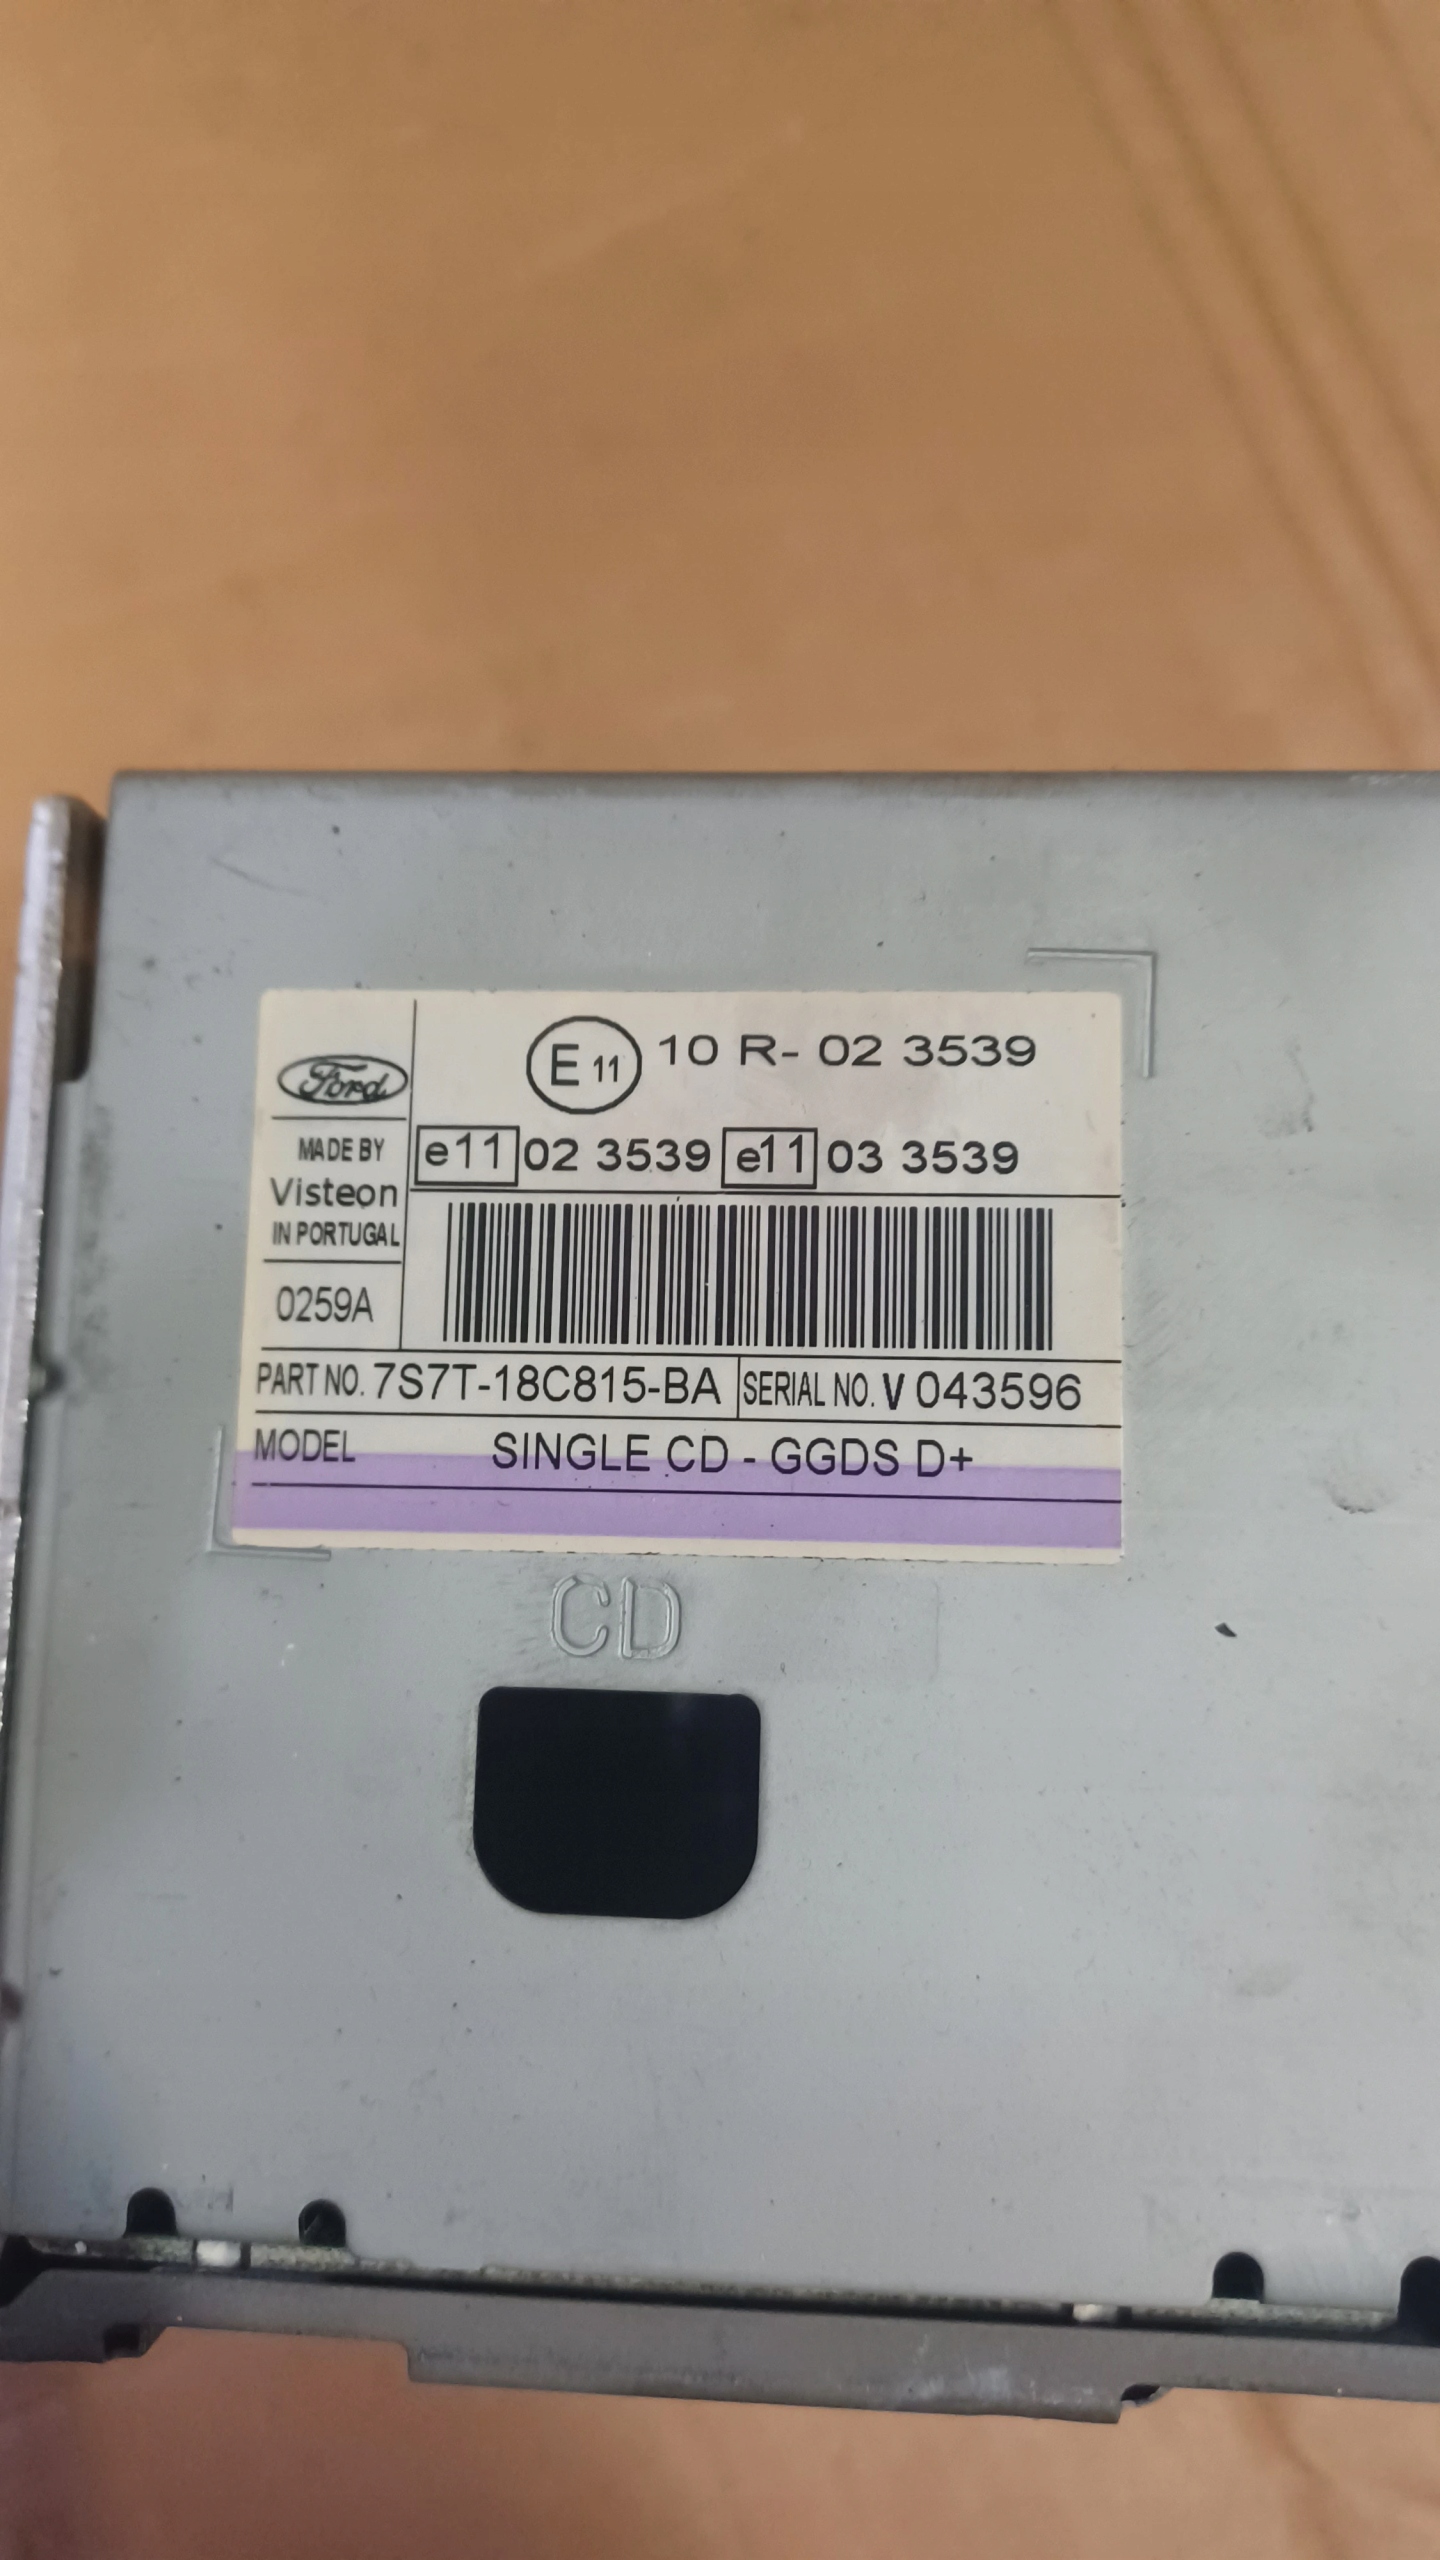 Ford
E 11 10 R- 02 3539
MADE BY
Visteon
IN PORTUGAL
e11 02 3539 e11 03 3539
0259A
PART NO. 7S7T-18C815-BA SERIAL NO. V 043596
MODEL SINGLE CD - GGDS D+
CD